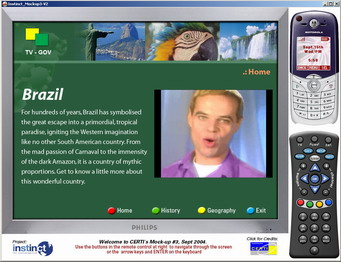 Instinct_Mockup3 V2
TV - GOV
.: Home
Brazil
For hundreds of years, Brazil has symbolised
the great escape into a primordial, tropical
paradise, igniting the Western imagination
like no other South American country. From
the mad passion of Carnaval to the immensity
of the dark Amazon, it is a country of mythic
proportions. Get to know a little more about
this wonderful country.
Home
History
Geography
Exit
PHILIPS
MOTOROLA
Project:
instinct
Welcome to CERTI's Mock-up #3, Sept 2004.
Use the buttons in the remote control at right to navigate through the screen
or the arrow keys and ENTER on the keyboard
Click for Credits: